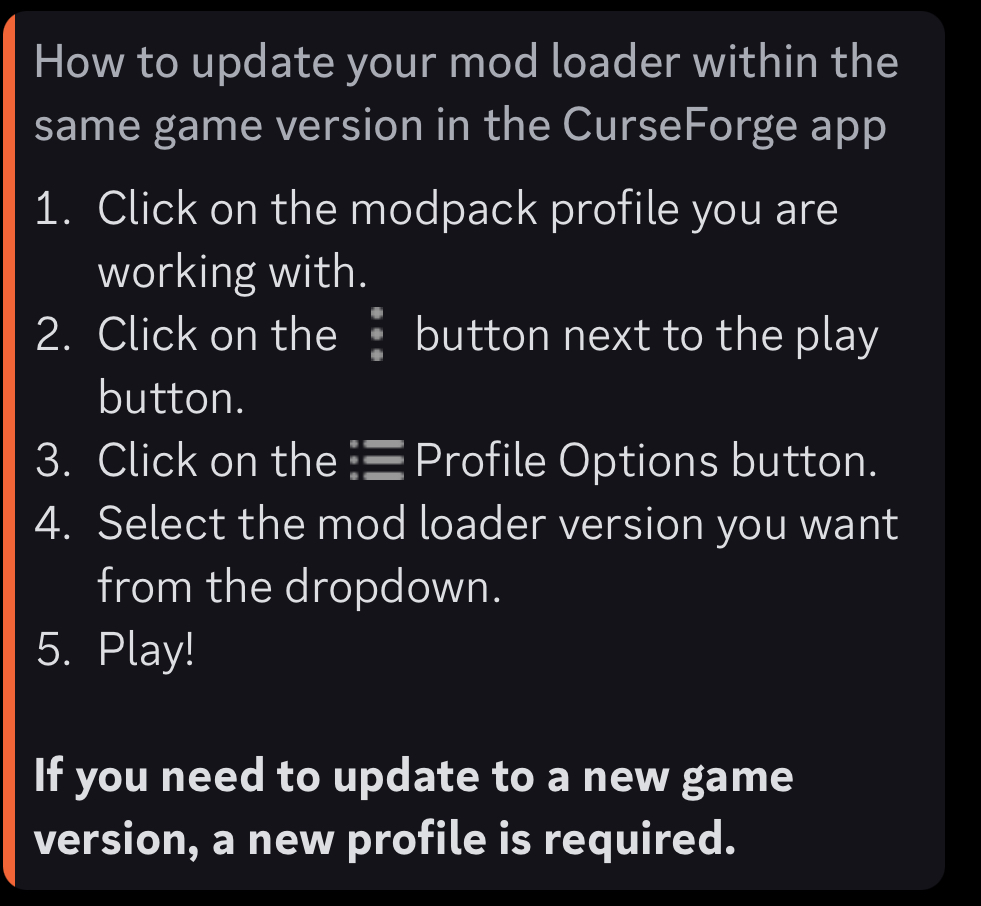 How to update your mod loader within the
same game version in the CurseForge app
1. Click on the modpack profile you are
working with.
2. Click on the button next to the play
button.
3. Click on the Profile Options button.
4. Select the mod loader version you want
from the dropdown.
5. Play!
If you need to update to a new game
version, a new profile is required.